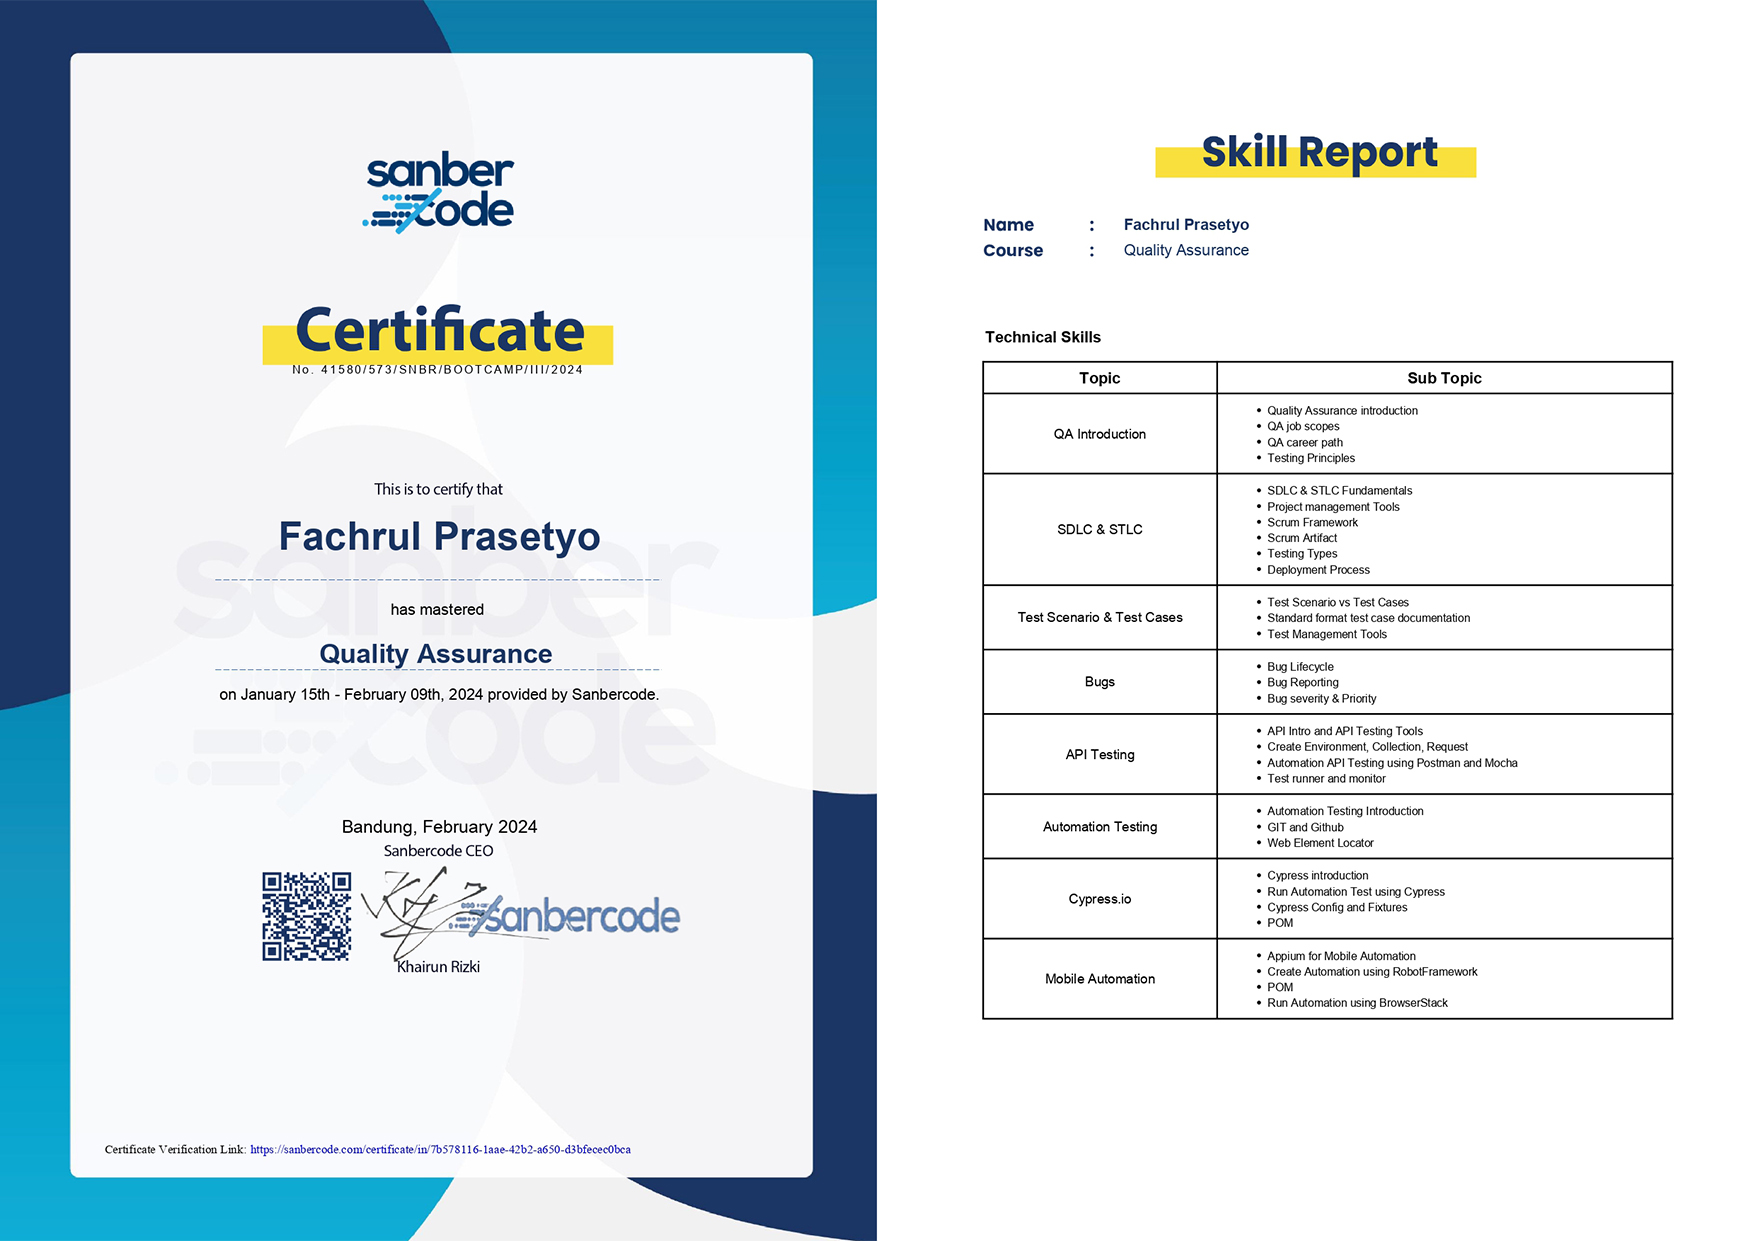 sanber
code
Certificate
No. 41580/573/SNBR/BOOTCAMP/III/2024
This is to certify that
Fachrul Prasetyo
has mastered
Quality Assurance
on January 15th - February 09th, 2024 provided by Sanbercode.
sanber
code
Bandung, February 2024
Sanbercode CEO
sanbercode
Khairun Rizki
Certificate Verification Link: https://sanbercode.com/certificate/in/7b578116-1aae-42b2-a650-d3bfecec0bca
Skill Report
Name : Fachrul Prasetyo
Course : Quality Assurance
Technical Skills
Topic Sub Topic
QA Introduction
• Quality Assurance introduction
• QA job scopes
• QA career path
• Testing Principles
SDLC & STLC
• SDLC & STLC Fundamentals
• Project management Tools
• Scrum Framework
• Scrum Artifact
• Testing Types
• Deployment Process
Test Scenario & Test Cases
• Test Scenario vs Test Cases
• Standard format test case documentation
• Test Management Tools
Bugs
• Bug Lifecycle
• Bug Reporting
• Bug severity & Priority
API Testing
• API Intro and API Testing Tools
• Create Environment, Collection, Request
• Automation API Testing using Postman and Mocha
• Test runner and monitor
Automation Testing
• Automation Testing Introduction
• GIT and Github
• Web Element Locator
Cypress.io
• Cypress introduction
• Run Automation Test using Cypress
• Cypress Config and Fixtures
• POM
Mobile Automation
• Appium for Mobile Automation
• Create Automation using RobotFramework
• POM
• Run Automation using BrowserStack